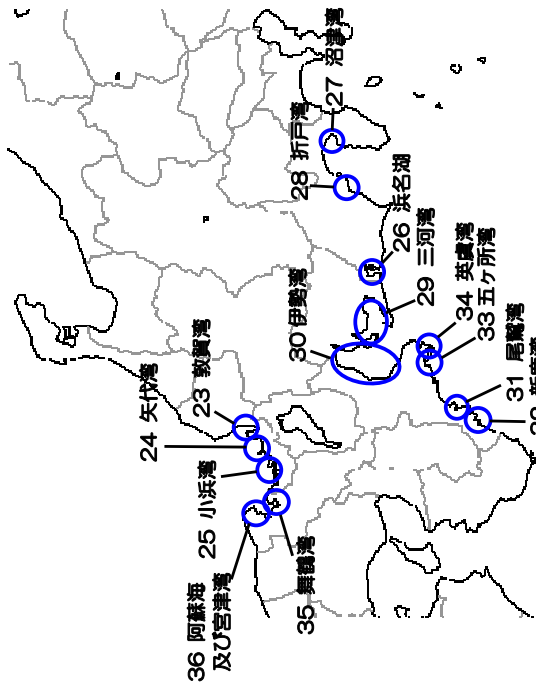 27 沼津湾
28 折戸湾
26 浜名湖
29 三河湾
34 英虞湾
33 五ヶ所湾
31 尾鷲湾
30 伊勢湾
23 敦賀湾
24 矢代湾
25 小浜湾
35 舞鶴湾
36 阿蘇海
及び宮津湾